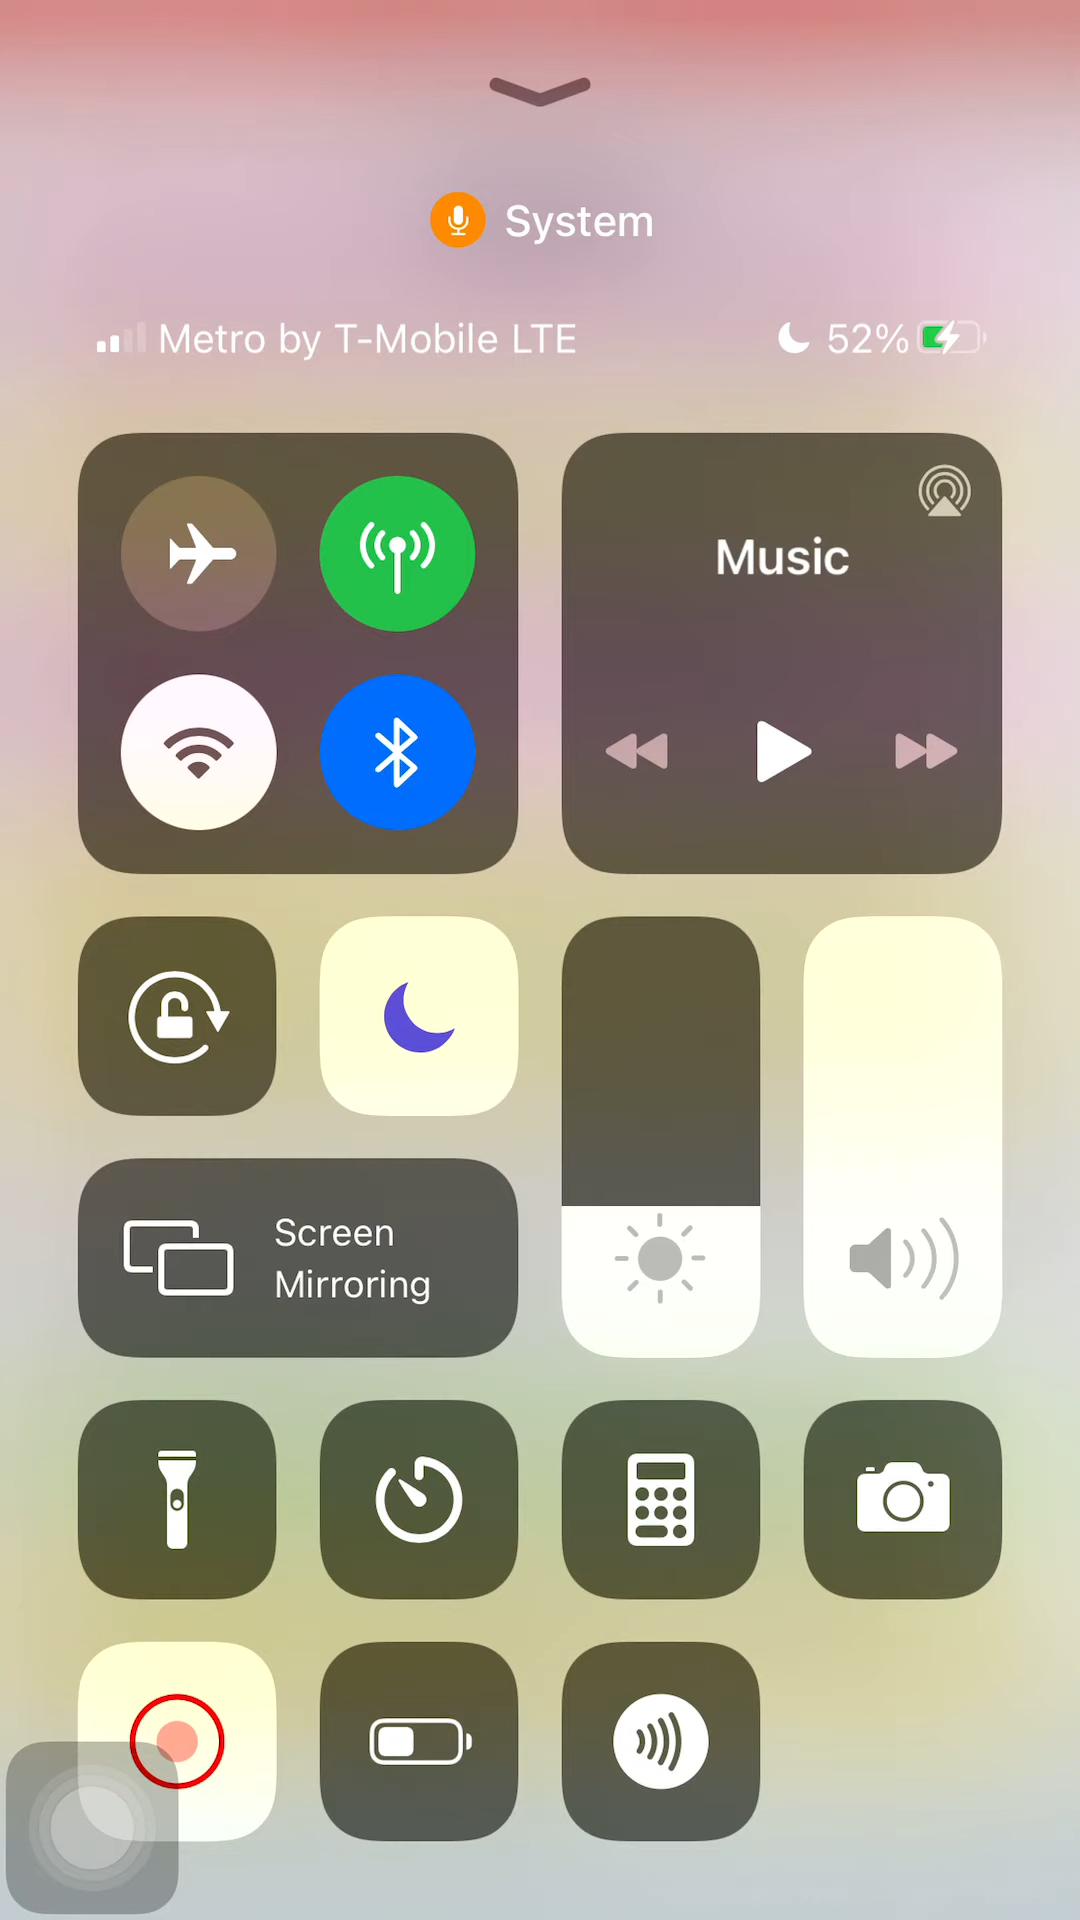 System
Metro by T-Mobile LTE 52%
Music
Screen
Mirroring